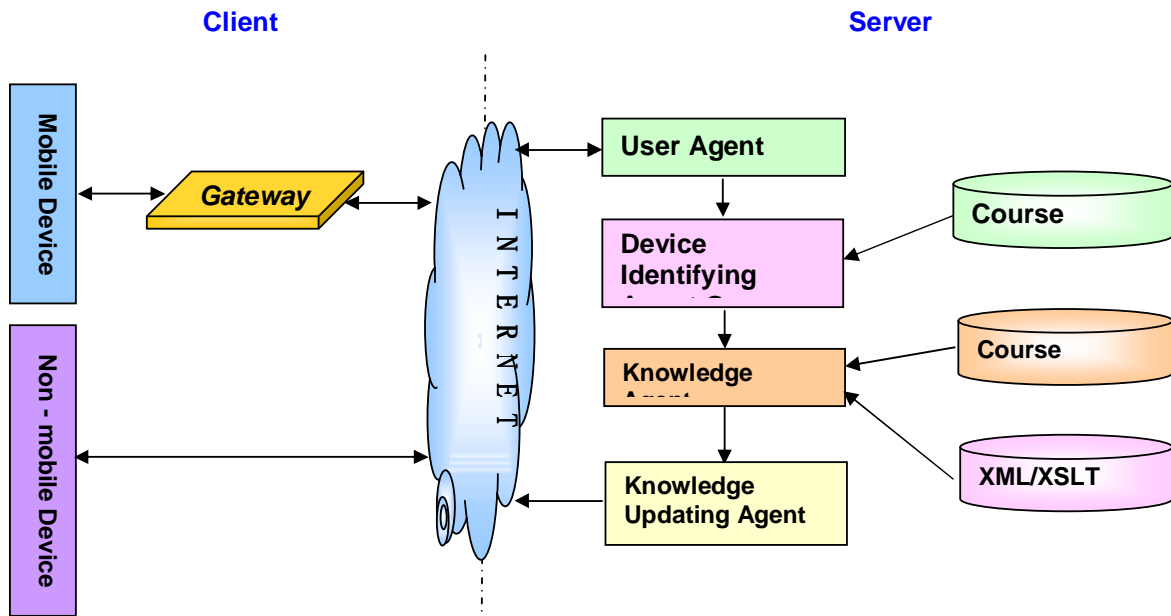 Client
Server
Mobile Device
Gateway
INTERNET
User Agent
Course
Device
Identifying
Non - mobile Device
Knowledge
Course
Knowledge
Updating Agent
XML/XSLT